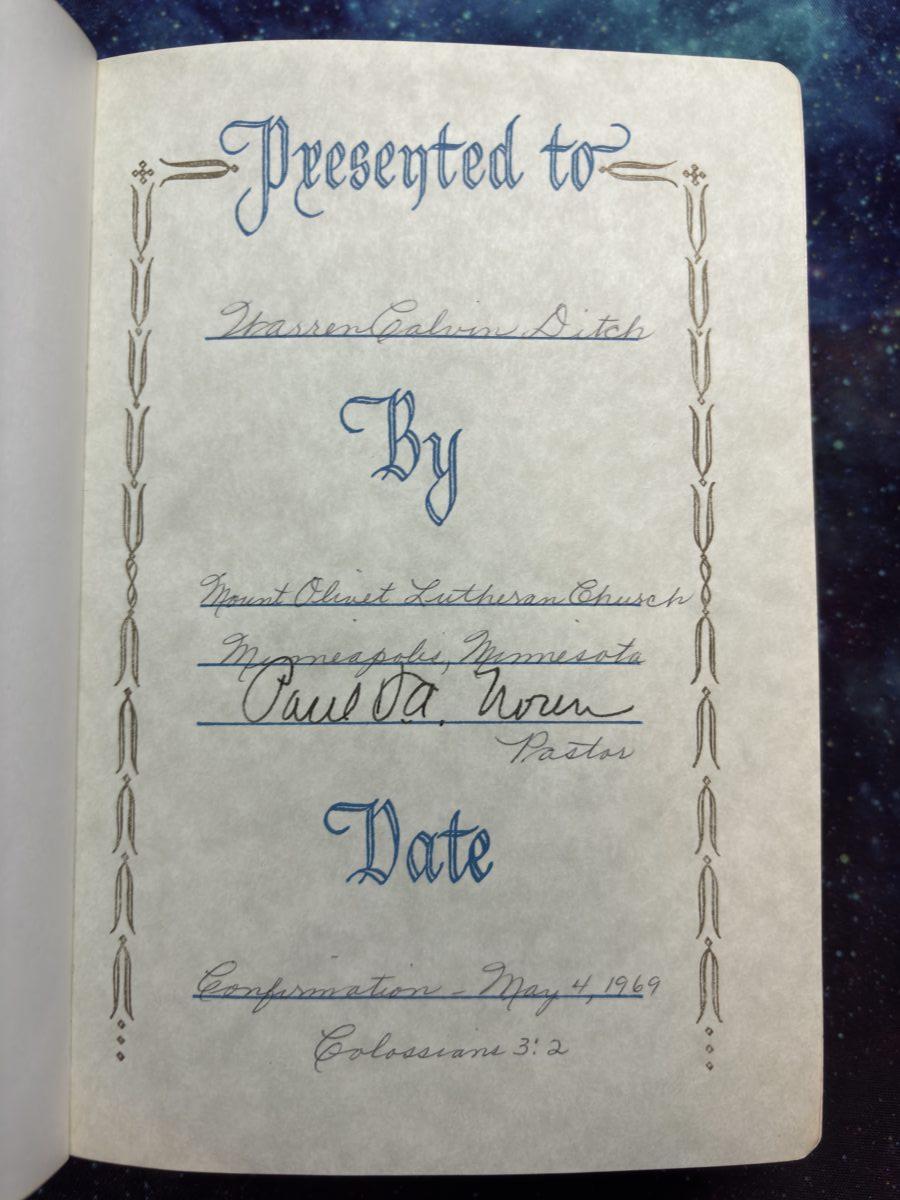 Presented to
Warren Calvin Ditch
By
Mount Olivet Lutheran Church
Minneapolis, Minnesota
Paul H.A. Noren
Pastor
Date
Confirmation - May 4, 1969
Colossians 3:2